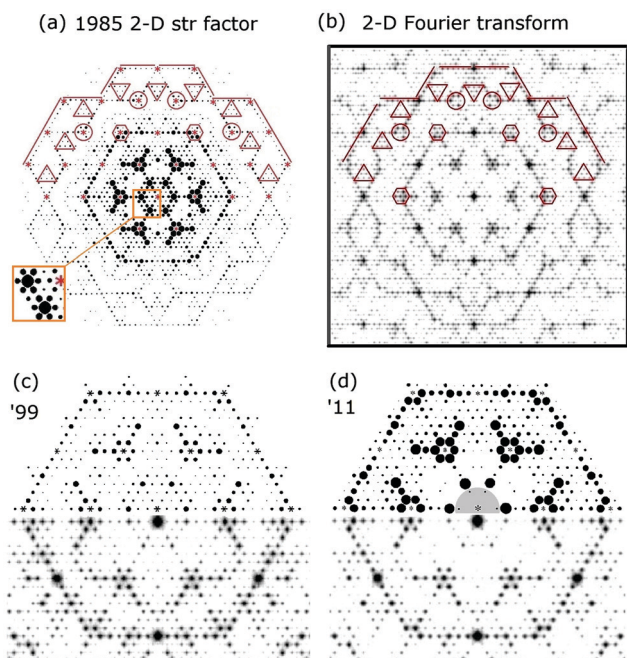 (a) 1985 2-D str factor
(b) 2-D Fourier transform
(c)
'99
(d)
'11